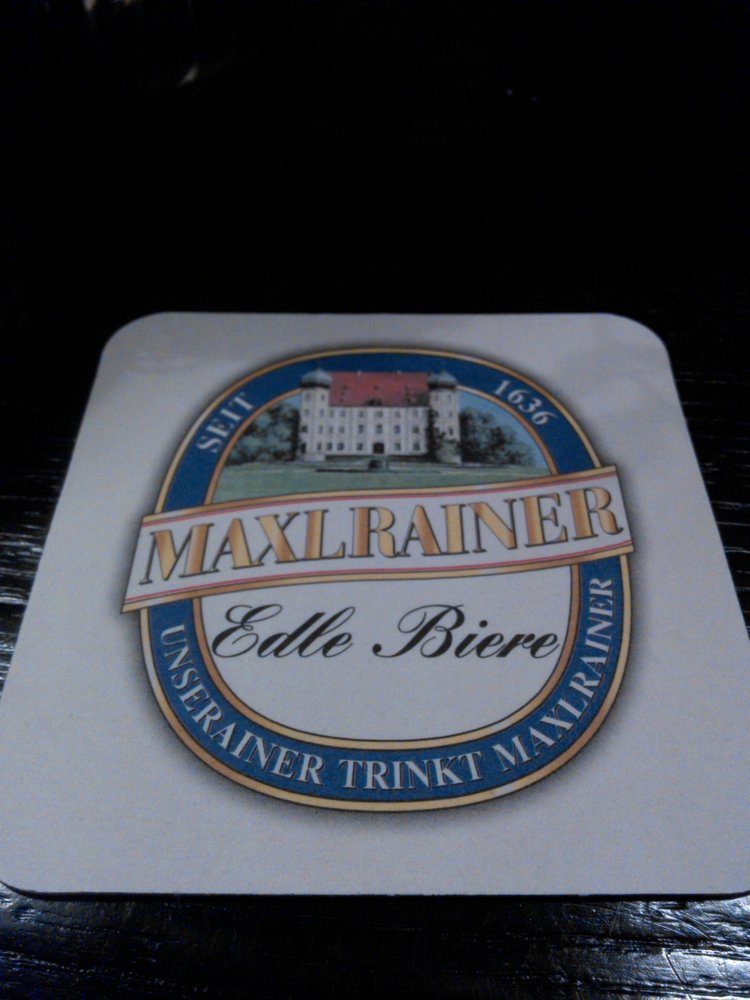 SEIT 1636
MAXLRAINER
Edle Biere
UNSERAINER TRINKT MAXLRAINER